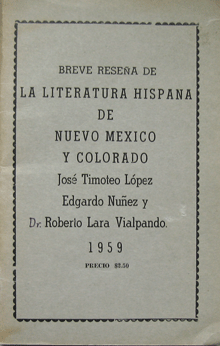 BREVE RESEÑA DE
LA LITERATURA HISPANA
DE
NUEVO MEXICO
Y COLORADO
José Timoteo López
Edgardo Nuñez y
Dr. Roberto Lara Vialpando.
1959
PRECIO $2.50